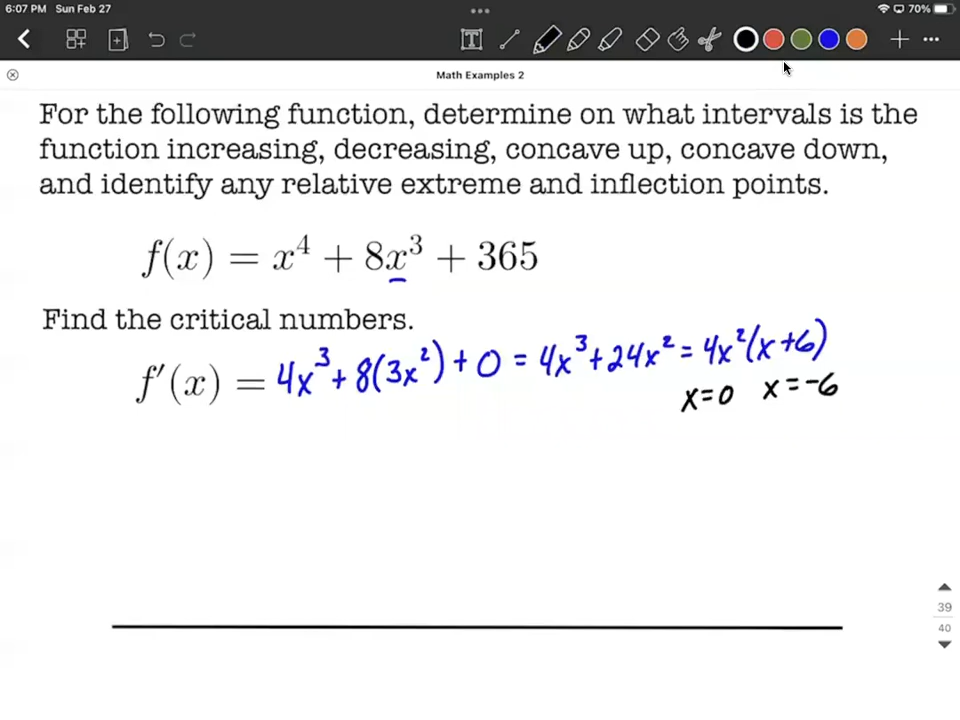 6:07 PM Sun Feb 27 70%
T
Math Examples 2
For the following function, determine on what intervals is the
function increasing, decreasing, concave up, concave down,
and identify any relative extreme and inflection points.
f(x) = x⁴ + 8x³ + 365
Find the critical numbers.
f′(x) = 4x³ + 8(3x²) + 0 = 4x³ + 24x² = 4x²(x + 6)
x = 0 x = -6
39
40